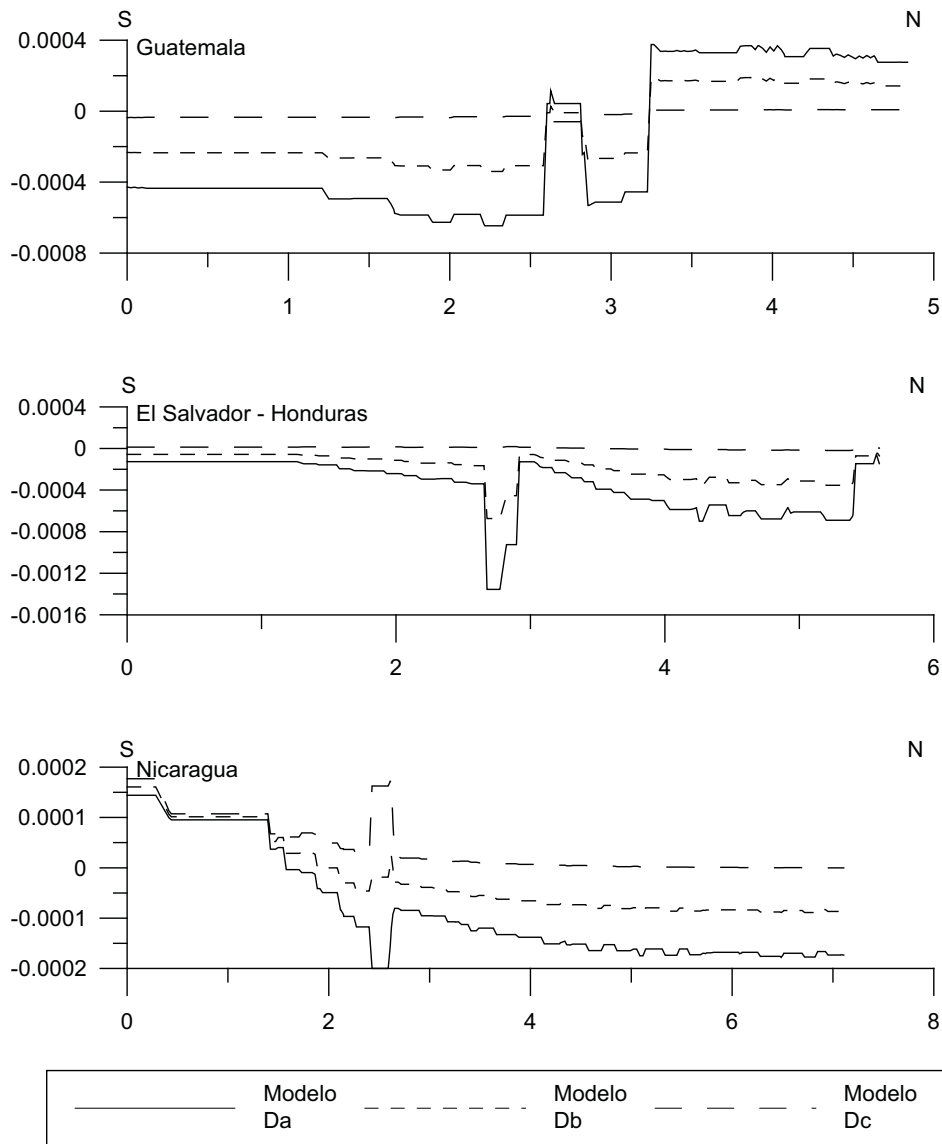 S N
Guatemala
0.0004
0
-0.0004
-0.0008
0 1 2 3 4 5
S N
El Salvador - Honduras
0.0004
0
-0.0004
-0.0008
-0.0012
-0.0016
0 2 4 6
S N
Nicaragua
0.0002
0.0001
0
-0.0001
-0.0002
0 2 4 6 8
Modelo Modelo Modelo
Da Db Dc